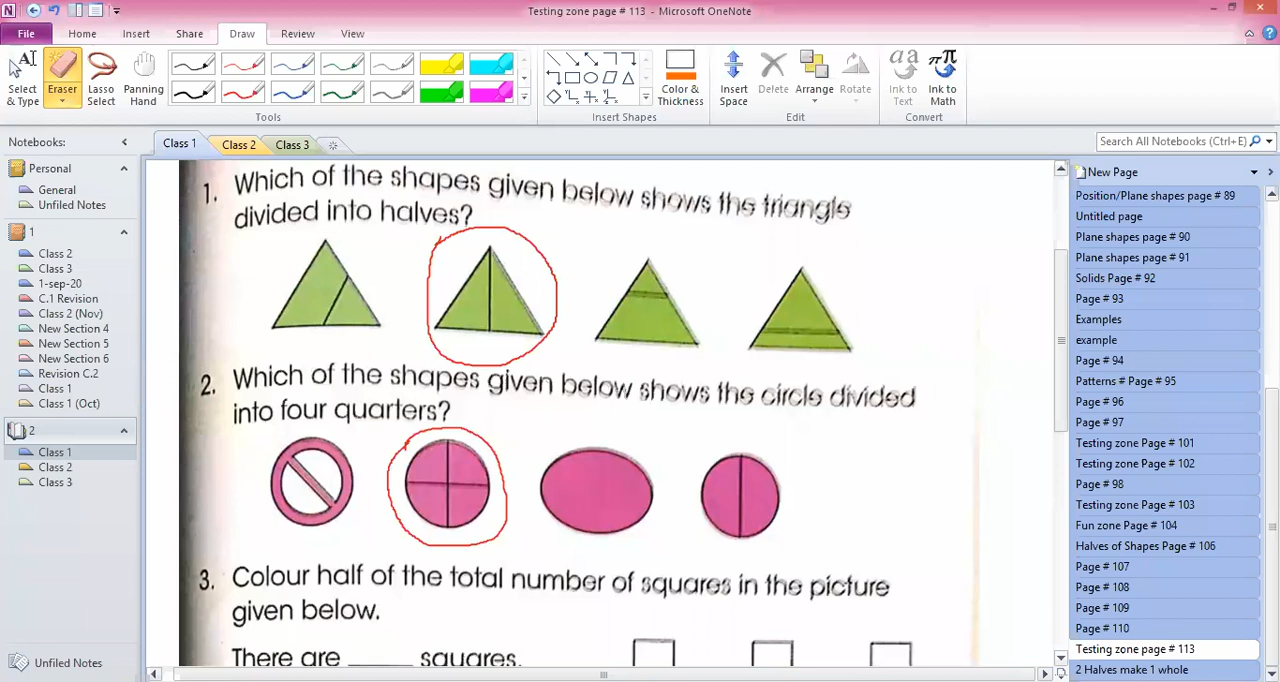 Testing zone page # 113 - Microsoft OneNote
File Home Insert Share Draw Review View
Select & Type
Eraser
Lasso Select
Panning Hand
Color & Thickness
Insert Space
Delete
Arrange
Rotate
Ink to Text
Ink to Math
Tools
Insert Shapes
Edit
Convert
Notebooks:
Personal
General
Unfiled Notes
1
Class 2
Class 3
1-sep-20
C.1 Revision
Class 2 (Nov)
New Section 4
New Section 5
New Section 6
Revision C.2
Class 1
Class 1 (Oct)
2
Class 1
Class 2
Class 3
Unfiled Notes
Class 1 Class 2 Class 3
Search All Notebooks (Ctrl+E)
1. Which of the shapes given below shows the triangle
divided into halves?
2. Which of the shapes given below shows the circle divided
into four quarters?
3. Colour half of the total number of squares in the picture
given below.
There are ____ squares.
New Page
Position/Plane shapes page # 89
Untitled page
Plane shapes page # 90
Plane shapes page # 91
Solids Page # 92
Page # 93
Examples
example
Page # 94
Patterns # Page # 95
Page # 96
Page # 97
Testing zone Page # 101
Testing zone Page # 102
Page # 98
Testing zone Page # 103
Fun zone Page # 104
Halves of Shapes Page # 106
Page # 107
Page # 108
Page # 109
Page # 110
Testing zone page # 113
2 Halves make 1 whole